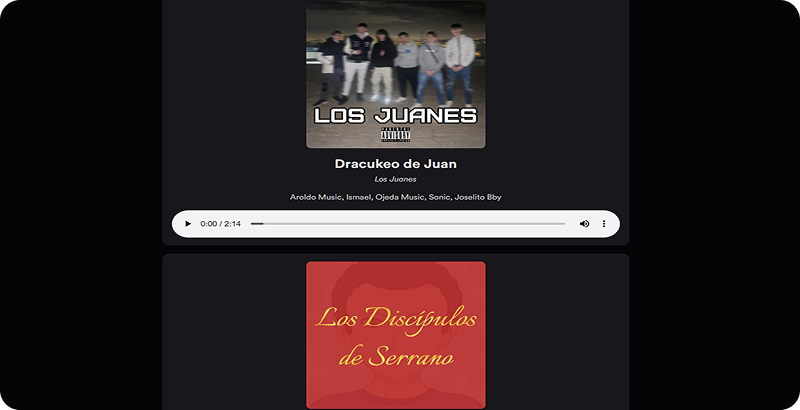 LOS JUANES
PARENTAL
ADVISORY
EXPLICIT CONTENT
Dracukeo de Juan
Los Juanes
Aroldo Music, Ismael, Ojeda Music, Sonic, Joselito Bby
0:00 / 2:14
Los Discípulos
de Serrano